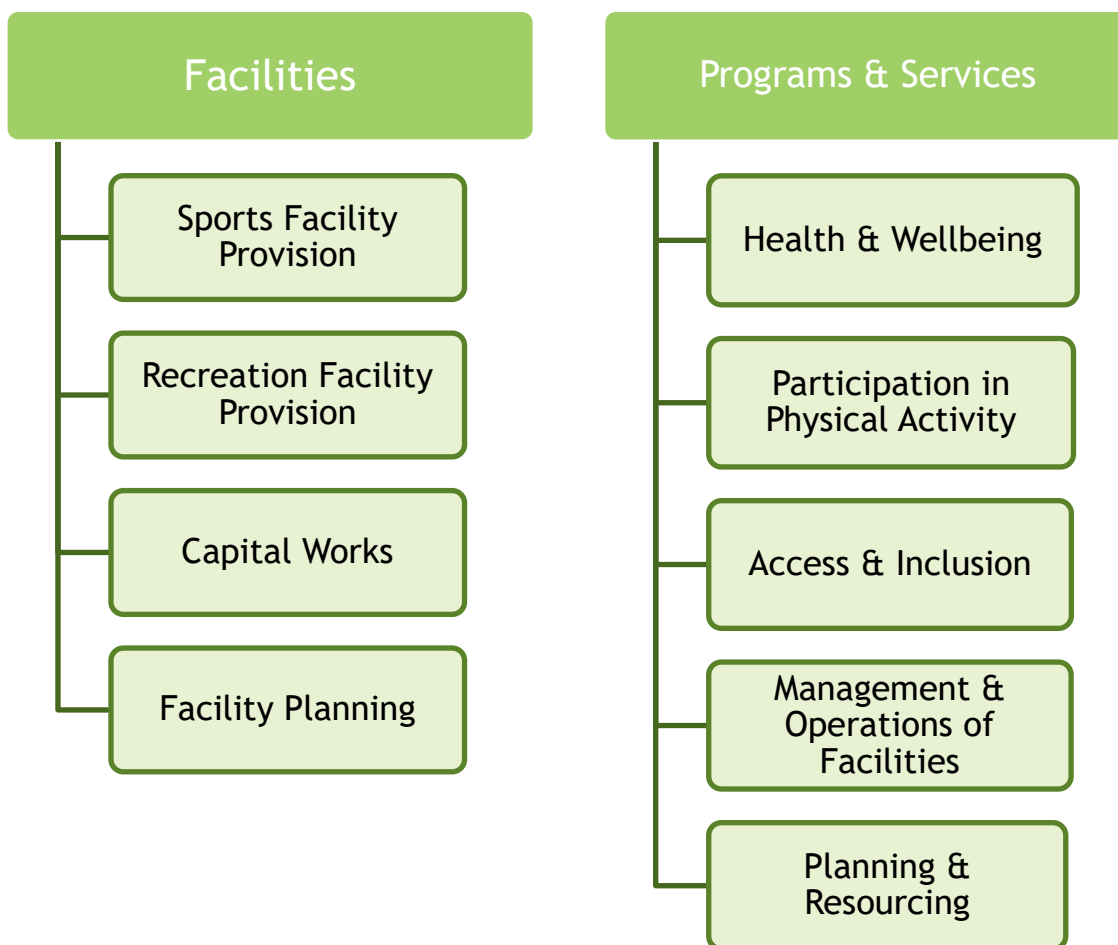 Facilities
Sports Facility
Provision
Recreation Facility
Provision
Capital Works
Facility Planning
Programs & Services
Health & Wellbeing
Participation in
Physical Activity
Access & Inclusion
Management &
Operations of
Facilities
Planning &
Resourcing